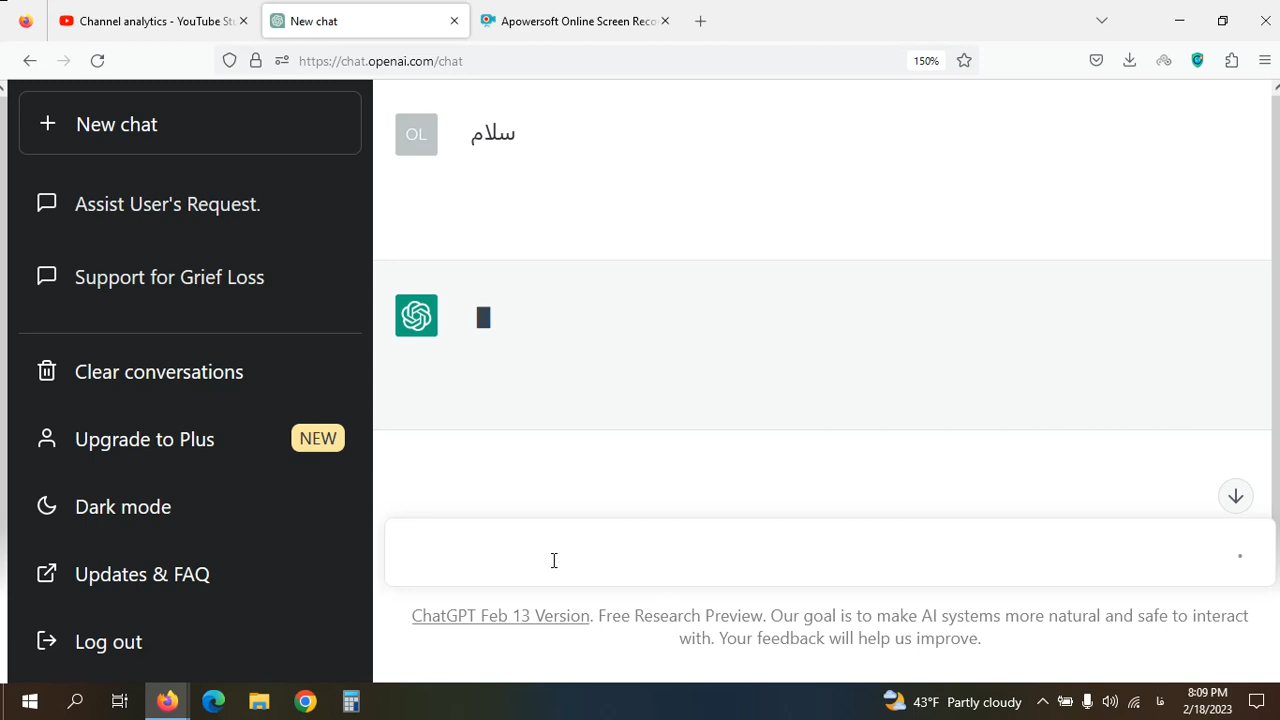 Channel analytics - YouTube Stu
New chat
Apowersoft Online Screen Reco
https://chat.openai.com/chat
150%
New chat
Assist User's Request.
Support for Grief Loss
Clear conversations
Upgrade to Plus
NEW
Dark mode
Updates & FAQ
Log out
OL
سلام
ChatGPT Feb 13 Version. Free Research Preview. Our goal is to make AI systems more natural and safe to interact
with. Your feedback will help us improve.
43°F Partly cloudy
فا
8:09 PM
2/18/2023